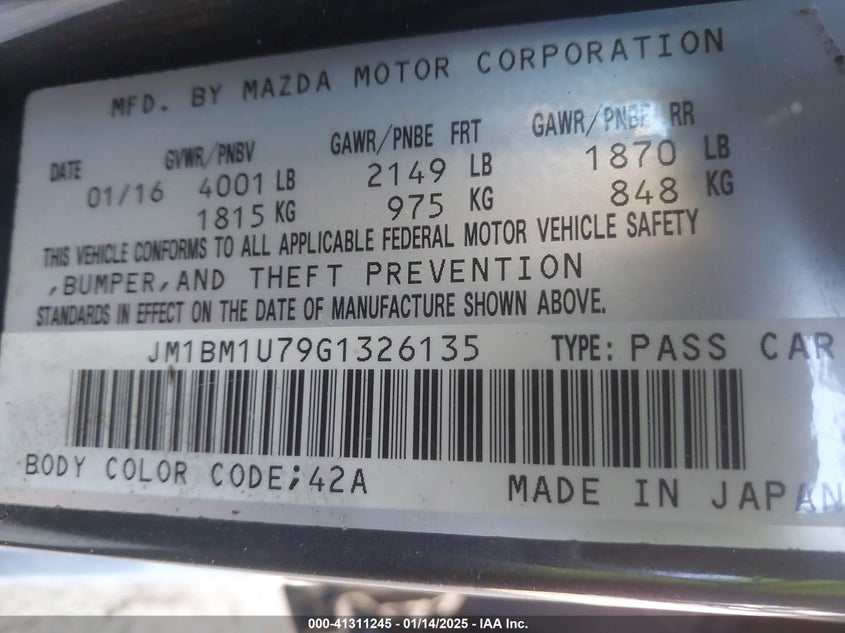 MFD. BY MAZDA MOTOR CORPORATION
DATE GVWR/PNBV GAWR/PNBE FRT GAWR/PNBE RR
01/16 4001 LB 2149 LB 1870 LB
1815 KG 975 KG 848 KG
THIS VEHICLE CONFORMS TO ALL APPLICABLE FEDERAL MOTOR VEHICLE SAFETY
,BUMPER,AND THEFT PREVENTION
STANDARDS IN EFFECT ON THE DATE OF MANUFACTURE SHOWN ABOVE.
JM1BM1U79G1326135 TYPE: PASS CAR
BODY COLOR CODE;42A MADE IN JAPAN
000-41311245 - 01/14/2025 - IAA Inc.